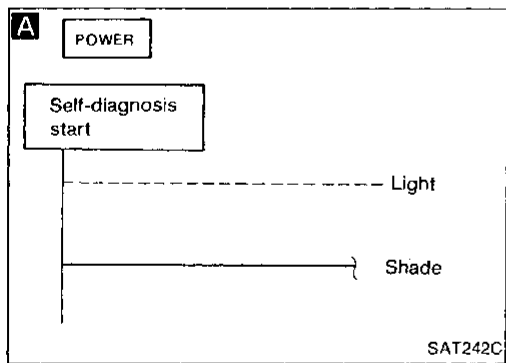 A
POWER
Self-diagnosis
start
Light
Shade
SAT242C